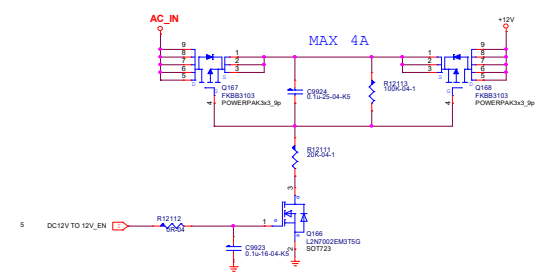 AC_IN
+12V
MAX 4A
9
8
7
6
5
1
2
3
4
Q167
FKBB3103
POWERPAK3x3_9p
C9924
0.1u-25-04-K5
R12113
100K-04-1
1
2
3
9
8
7
6
5
4
Q168
FKBB3103
POWERPAK3x3_9p
R12111
20K-04-1
3
5
DC12V TO 12V_EN
R12112
0R-04
1
2
Q166
L2N7002EM3T5G
SOT723
C9923
0.1u-16-04-K5